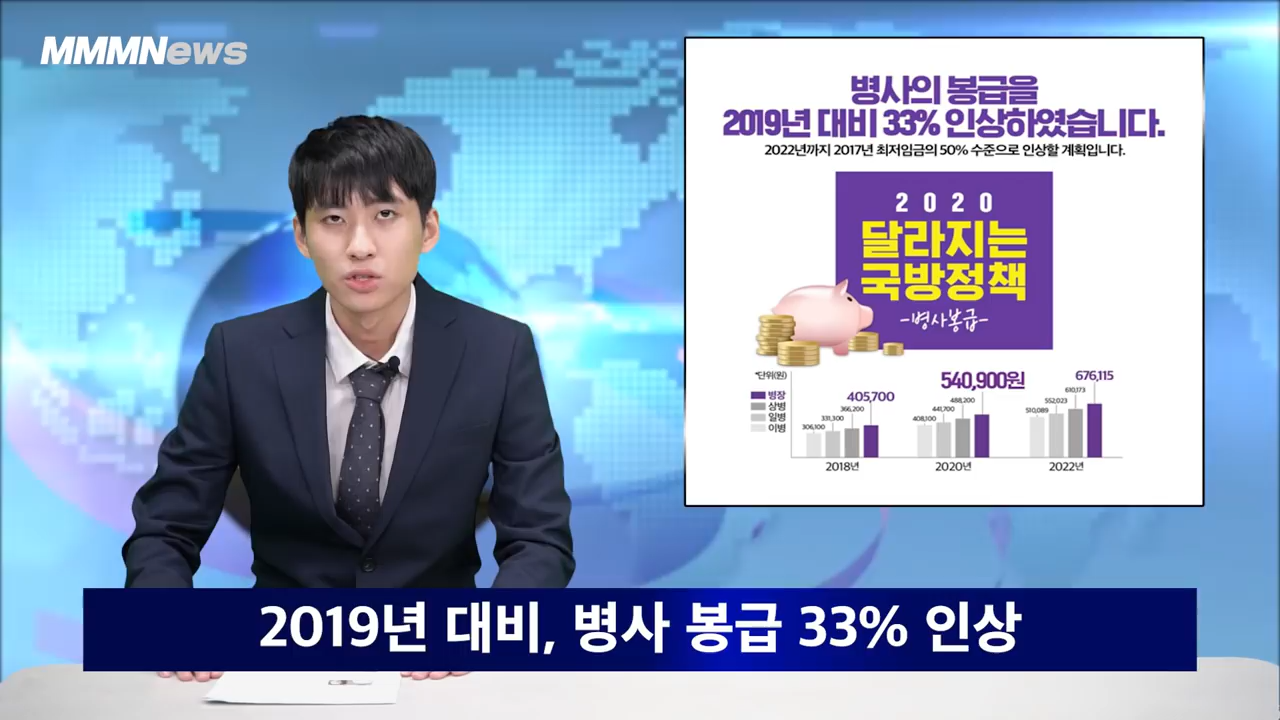 MMMNews
병사의 봉급을
2019년 대비 33% 인상하였습니다.
2022년까지 2017년 최저임금의 50% 수준으로 인상할 계획입니다.
2020
달라지는
국방정책
-병사봉급-
*단위(원)
병장
상병
일병
이병
306,100 331,300 366,200 405,700
408,100 441,700 488,200 540,900원
510,089 552,023 610,173 676,115
2018년 2020년 2022년
2019년 대비, 병사 봉급 33% 인상